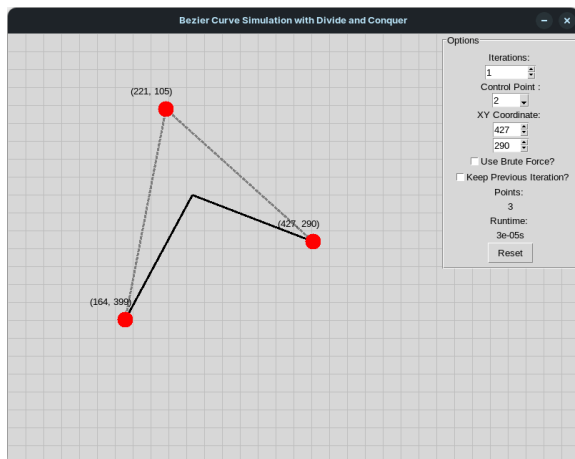 Bezier Curve Simulation with Divide and Conquer
Options
Iterations:
1
Control Point :
2
XY Coordinate:
427
290
Use Brute Force?
Keep Previous Iteration?
Points:
3
Runtime:
3e-05s
Reset
(221, 105)
(427, 290)
(164, 399)